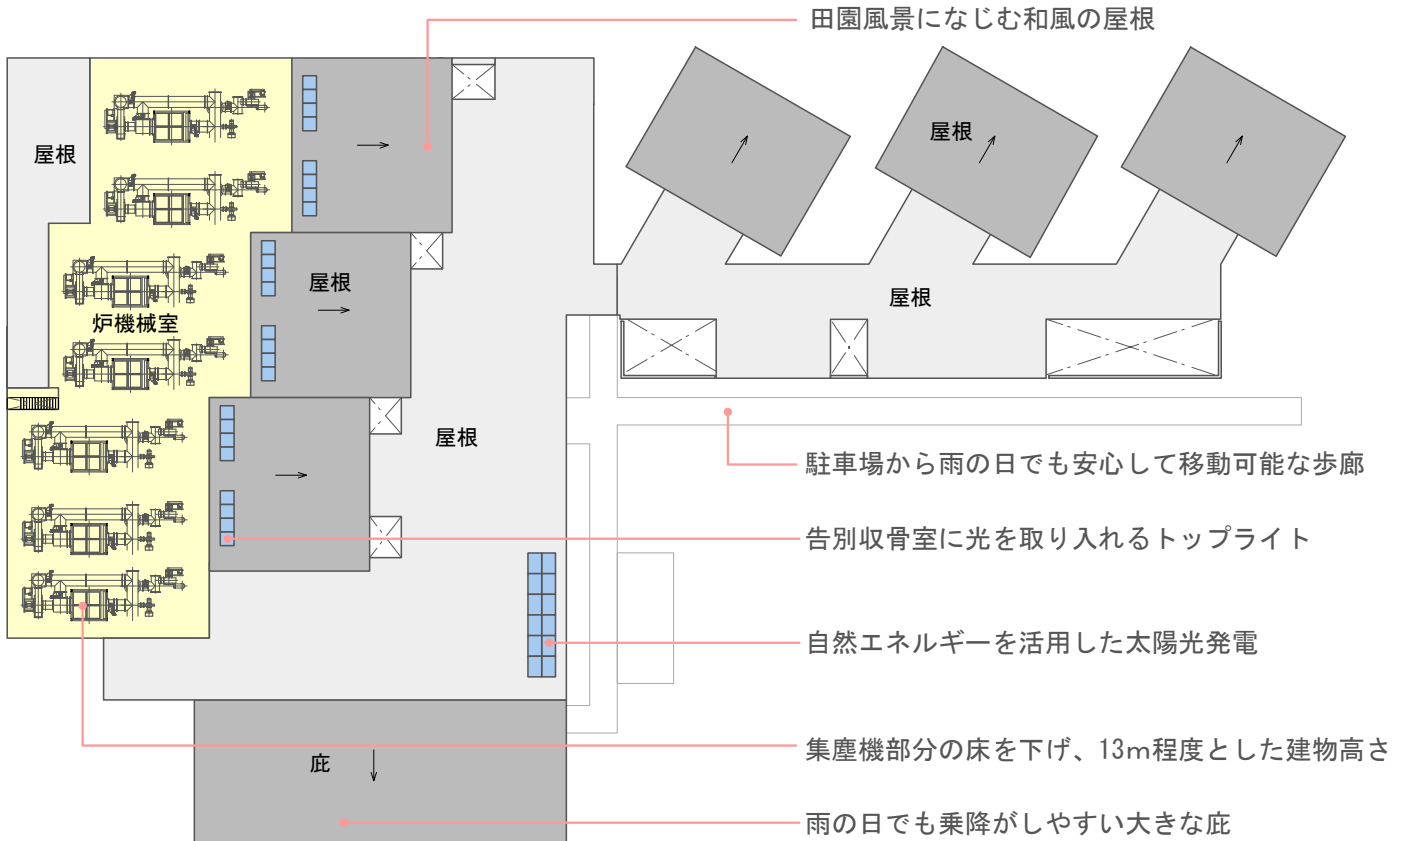 田園風景になじむ和風の屋根
屋根
屋根
屋根
屋根
炉機械室
屋根
駐車場から雨の日でも安心して移動可能な歩廊
告別収骨室に光を取り入れるトップライト
自然エネルギーを活用した太陽光発電
集塵機部分の床を下げ、13m程度とした建物高さ
庇
雨の日でも乗降がしやすい大きな庇